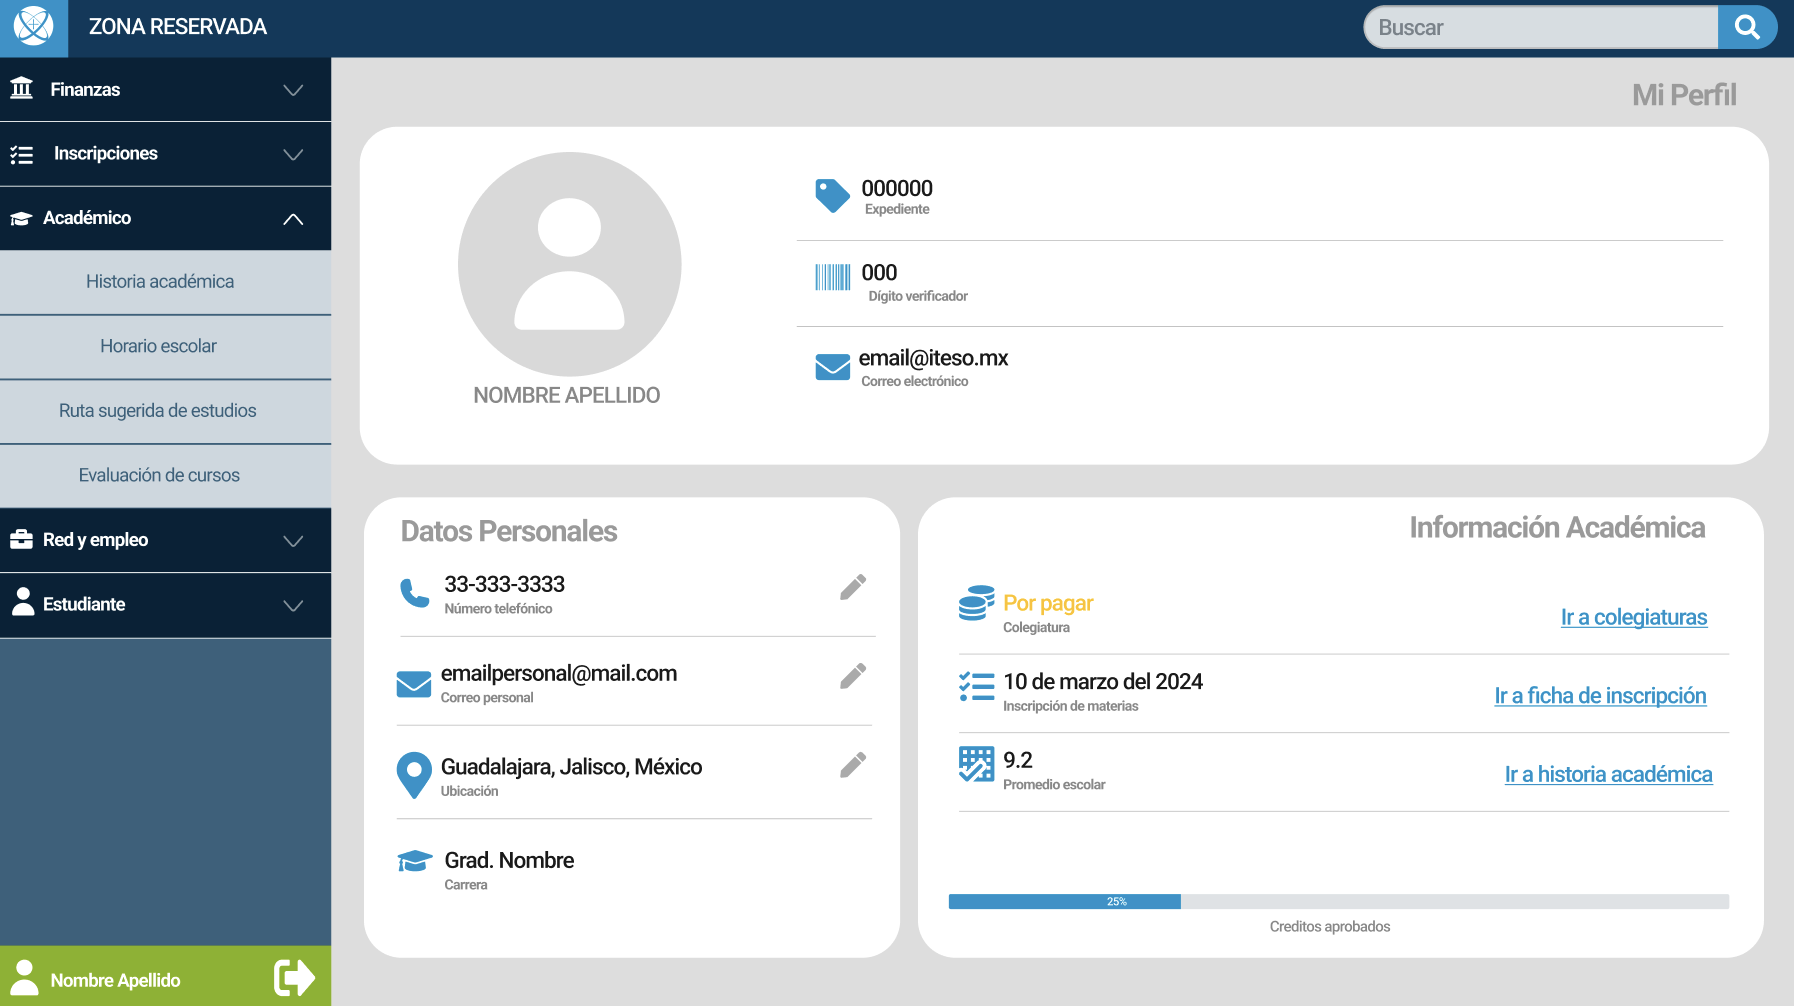 ZONA RESERVADA
Buscar
Finanzas
Inscripciones
Académico
Historia académica
Horario escolar
Ruta sugerida de estudios
Evaluación de cursos
Red y empleo
Estudiante
Nombre Apellido
Mi Perfil
NOMBRE APELLIDO
000000
Expediente
000
Dígito verificador
email@iteso.mx
Correo electrónico
Datos Personales
33-333-3333
Número telefónico
emailpersonal@mail.com
Correo personal
Guadalajara, Jalisco, México
Ubicación
Grad. Nombre
Carrera
Información Académica
Por pagar
Colegiatura
Ir a colegiaturas
10 de marzo del 2024
Inscripción de materias
Ir a ficha de inscripción
9.2
Promedio escolar
Ir a historia académica
25%
Creditos aprobados